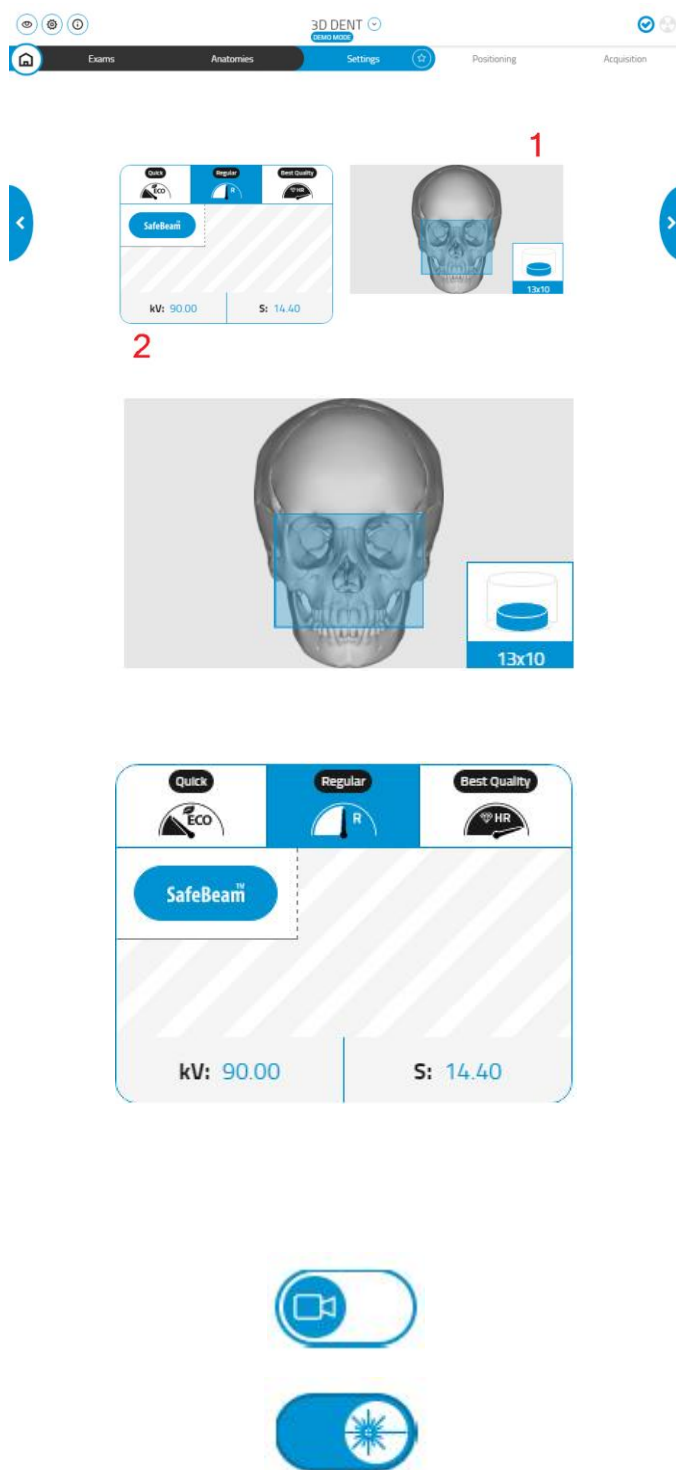 3D DENT
DEMO MODE
Exams Anatomies Settings Positioning Acquisition
1
Quick Regular Best Quality
ECO R HR
SafeBeam™
13x10
kV: 90.00 S: 14.40
2
13x10
Quick Regular Best Quality
ECO R HR
SafeBeam™
kV: 90.00 S: 14.40